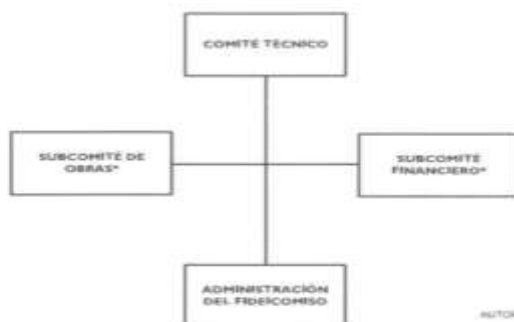 COMITÉ TÉCNICO
SUBCOMITÉ DE
OBRAS*
SUBCOMITÉ
FINANCIERO*
ADMINISTRACIÓN
DEL FIDEICOMISO